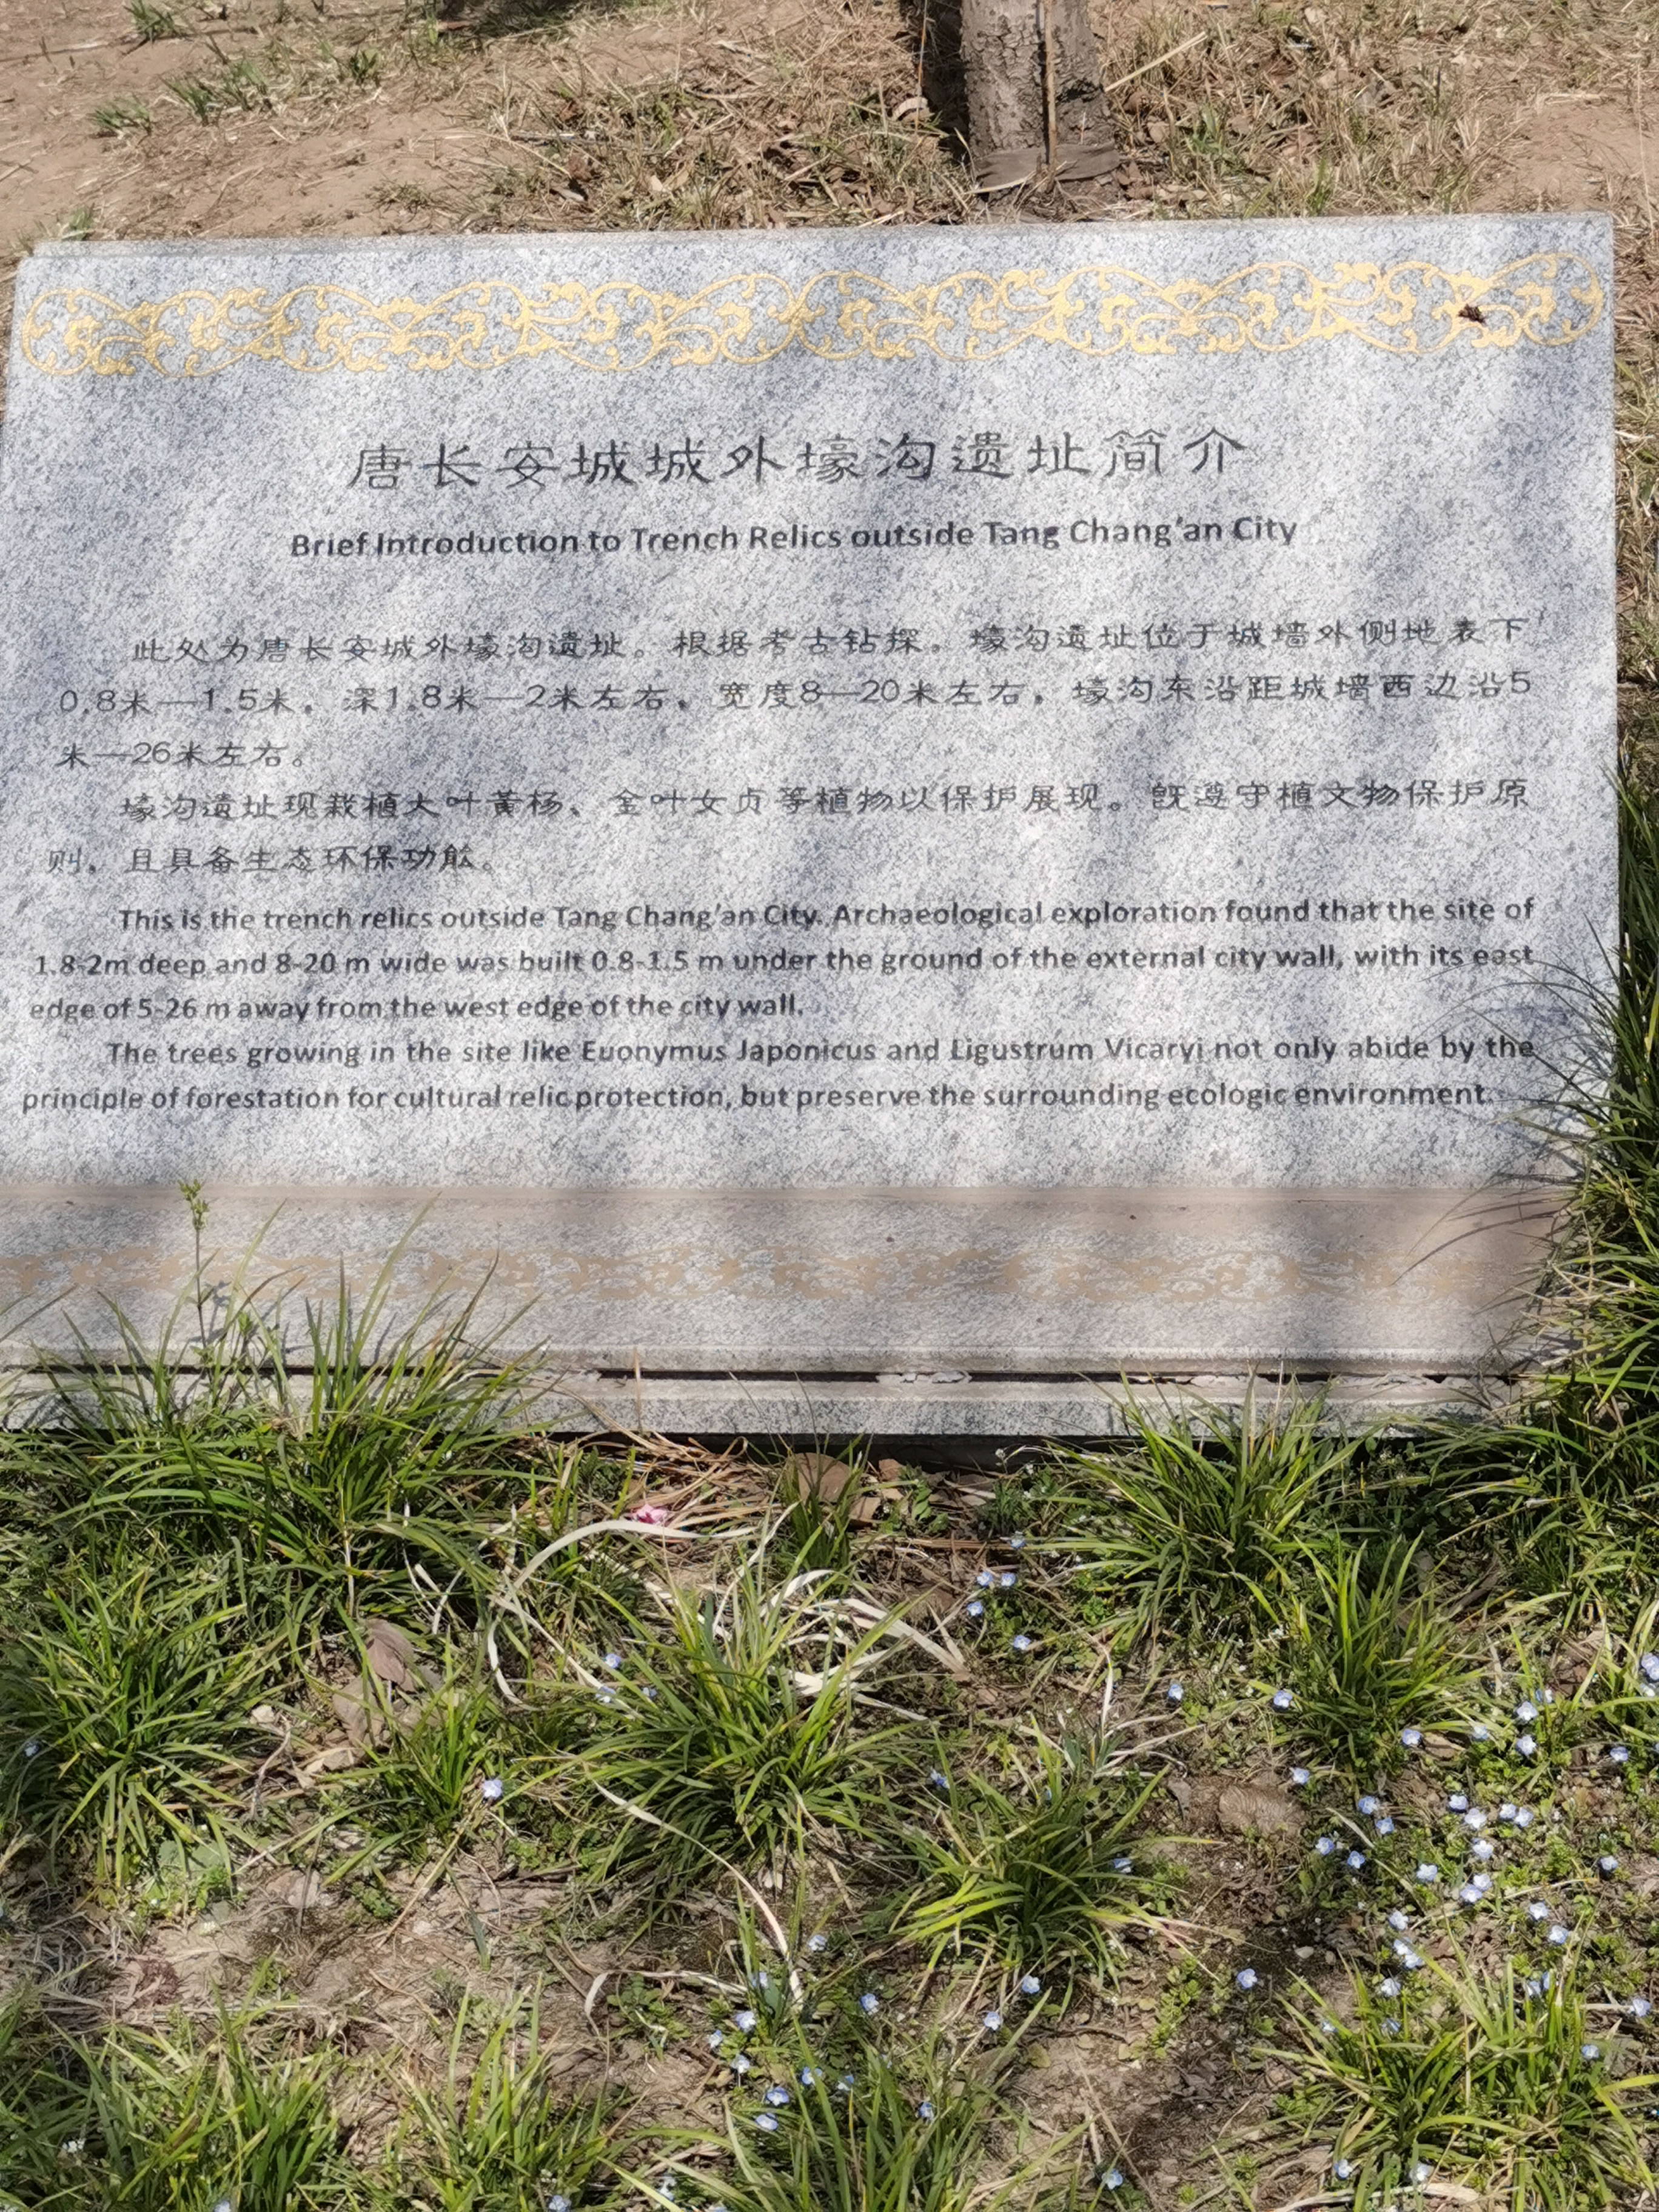 唐长安城城外壕沟遗址简介
Brief Introduction to Trench Relics outside Tang Chang'an City
此处为唐长安城外壕沟遗址。根据考古钻探，壕沟遗址位于城墙外侧地表下
0.8米—1.5米，深1.8米—2米左右，宽度8—20米左右，壕沟东沿距城墙西边沿5
米—26米左右。
壕沟遗址现栽植大叶黄杨、金叶女贞等植物以保护展现。既遵守植文物保护原
则，且具备生态环保功能。
This is the trench relics outside Tang Chang'an City. Archaeological exploration found that the site of
1.8-2m deep and 8-20 m wide was built 0.8-1.5 m under the ground of the external city wall, with its east
edge of 5-26 m away from the west edge of the city wall.
The trees growing in the site like Euonymus Japonicus and Ligustrum Vicaryi not only abide by the
principle of forestation for cultural relic protection, but preserve the surrounding ecologic environment.